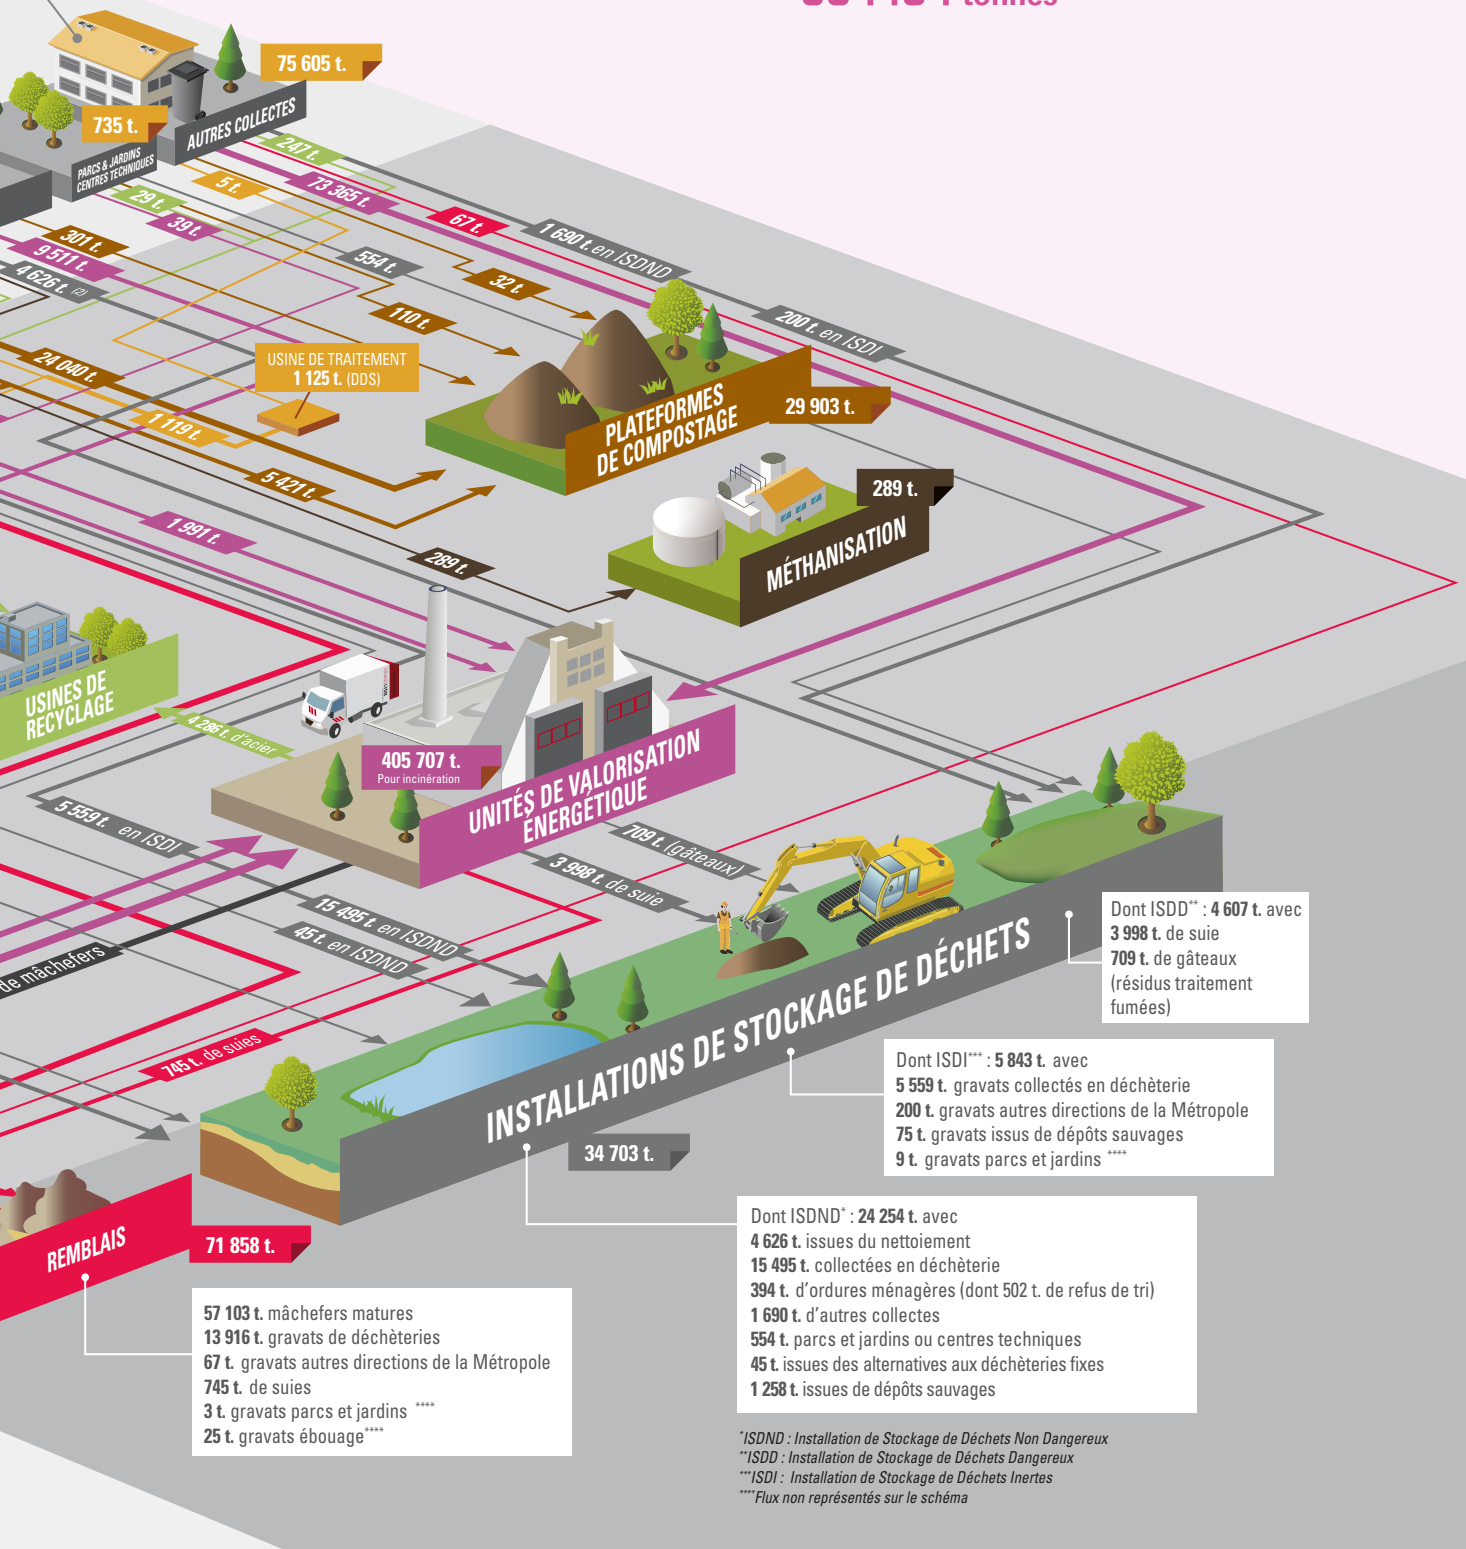 75 605 t.
735 t.
AUTRES COLLECTES
PARCS & JARDINS
CENTRES TECHNIQUES
247 t.
73 365 t.
5 t.
67 t.
29 t.
39 t.
1 690 t. en ISDND
301 t.
9 511 t.
4 626 t. (2)
554 t.
32 t.
110 t.
200 t. en ISDI
24 040 t.
USINE DE TRAITEMENT
1 125 t. (DDS)
1 119 t.
PLATEFORMES
DE COMPOSTAGE
29 903 t.
5 421 t.
289 t.
MÉTHANISATION
1 991 t.
289 t.
USINES DE
RECYCLAGE
4 286 t. d'acier
405 707 t.
Pour incinération
UNITÉS DE VALORISATION
ÉNERGÉTIQUE
5 559 t. en ISDI
709 t. (gâteaux)
3 998 t. de suie
15 495 t. en ISDND
45 t. en ISDND
de mâchefers
745 t. de suies
INSTALLATIONS DE STOCKAGE DE DÉCHETS
34 703 t.
Dont ISDD** : 4 607 t. avec
3 998 t. de suie
709 t. de gâteaux
(résidus traitement
fumées)
Dont ISDI*** : 5 843 t. avec
5 559 t. gravats collectés en déchèterie
200 t. gravats autres directions de la Métropole
75 t. gravats issus de dépôts sauvages
9 t. gravats parcs et jardins ****
Dont ISDND* : 24 254 t. avec
4 626 t. issues du nettoiement
15 495 t. collectées en déchèterie
394 t. d'ordures ménagères (dont 502 t. de refus de tri)
1 690 t. d'autres collectes
554 t. parcs et jardins ou centres techniques
45 t. issues des alternatives aux déchèteries fixes
1 258 t. issues de dépôts sauvages
REMBLAIS
71 858 t.
57 103 t. mâchefers matures
13 916 t. gravats de déchèteries
67 t. gravats autres directions de la Métropole
745 t. de suies
3 t. gravats parcs et jardins ****
25 t. gravats ébouage****
*ISDND : Installation de Stockage de Déchets Non Dangereux
**ISDD : Installation de Stockage de Déchets Dangereux
***ISDI : Installation de Stockage de Déchets Inertes
****Flux non représentés sur le schéma